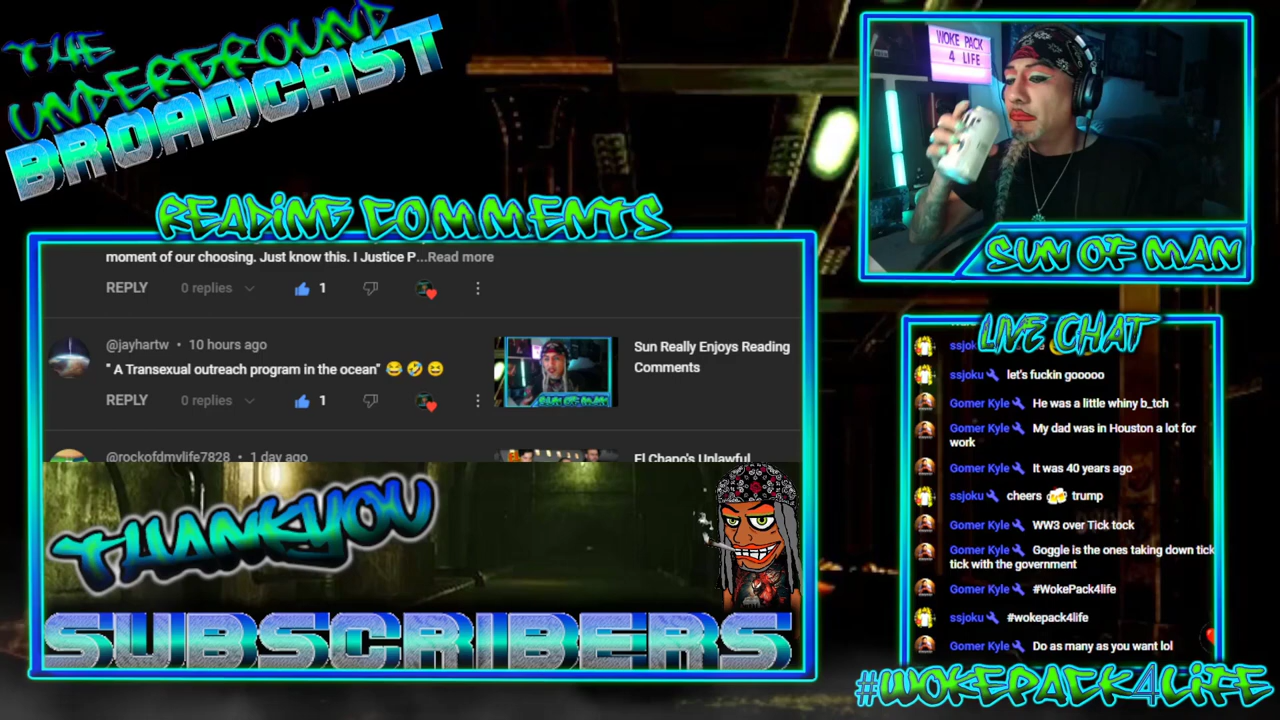 THE
UNDERGROUND
BROADCAST
READING COMMENTS
moment of our choosing. Just know this. I Justice P...Read more
REPLY 0 replies 1
@jayhartw • 10 hours ago
" A Transexual outreach program in the ocean" 😂 🤣 😆
REPLY 0 replies 1
Sun Really Enjoys Reading
Comments
@rockofdmylife7828 • 1 day ago
El Chapo's Unlawful
THANKYOU
SUBSCRIBERS
WOKE PACK
4 LIFE
SUN OF MAN
LIVE CHAT
ssjok
ssjoku let's fuckin gooooo
Gomer Kyle He was a little whiny b_tch
Gomer Kyle My dad was in Houston a lot for
work
Gomer Kyle It was 40 years ago
ssjoku cheers 🍻 trump
Gomer Kyle WW3 over Tick tock
Gomer Kyle Goggle is the ones taking down tick
tick with the government
Gomer Kyle #WokePack4life
ssjoku #wokepack4life
Gomer Kyle Do as many as you want lol
#WOKEPACK4LIFE